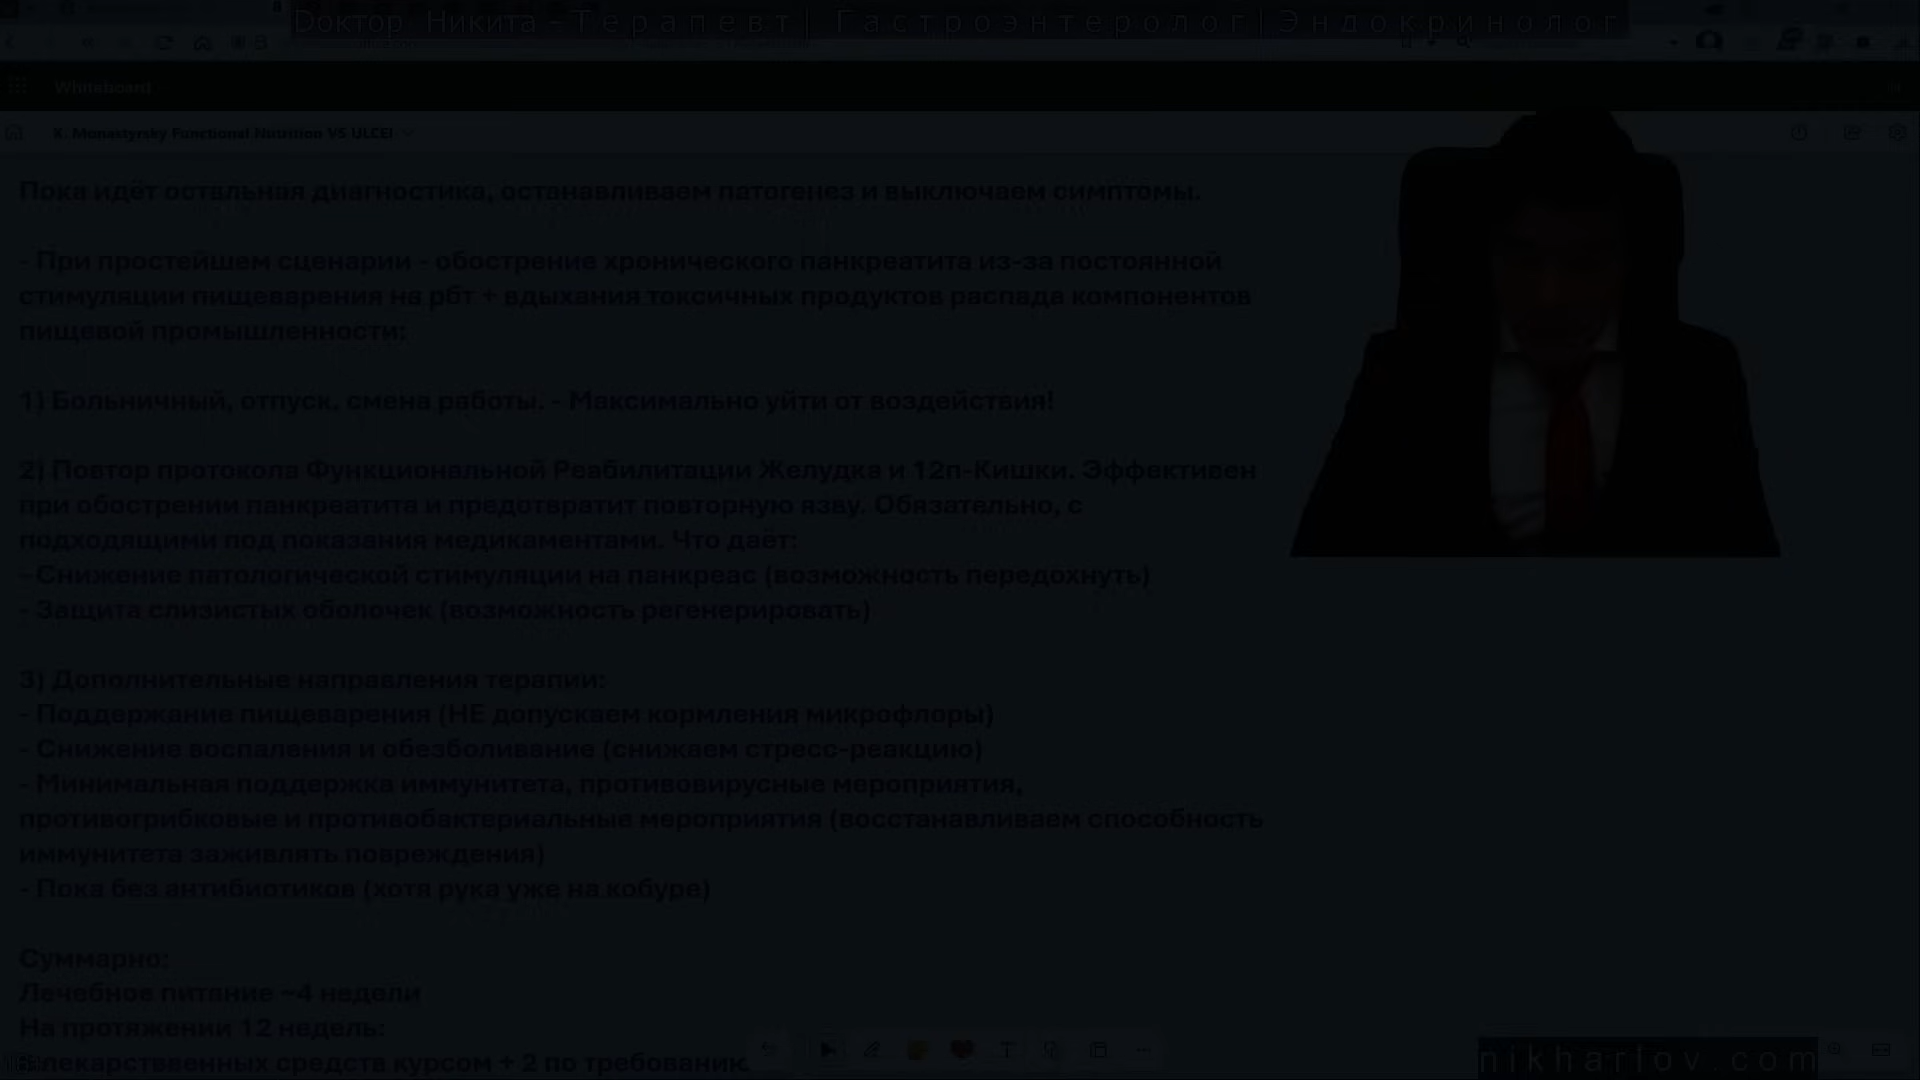 Доктор Никита - Терапевт| Гастроэнтеролог|Эндокринолог
Whiteboard
K. Monastyrsky Functional Nutrition VS ULCEI
Пока идёт остальная диагностика, останавливаем патогенез и выключаем симптомы.
- При простейшем сценарии - обострение хронического панкреатита из-за постоянной
стимуляции пищеварения на рбт + вдыхания токсичных продуктов распада компонентов
пищевой промышленности:
1) Больничный, отпуск, смена работы. - Максимально уйти от воздействия!
2) Повтор протокола Функциональной Реабилитации Желудка и 12п-Кишки. Эффективен
при обострении панкреатита и предотвратит повторную язву. Обязательно, с
подходящими под показания медикаментами. Что даёт:
- Снижение патологической стимуляции на панкреас (возможность передохнуть)
- Защита слизистых оболочек (возможность регенерировать)
3) Дополнительные направления терапии:
- Поддержание пищеварения (НЕ допускаем кормления микрофлоры)
- Снижение воспаления и обезболивание (снижаем стресс-реакцию)
- Минимальная поддержка иммунитета, противовирусные мероприятия,
противогрибковые и противобактериальные мероприятия (восстанавливаем способность
иммунитета заживлять повреждения)
- Пока без антибиотиков (хотя рука уже на кобуре)
Суммарно:
Лечебное питание ~4 недели
На протяжении 12 недель:
лекарственных средств курсом + 2 по требованию
nikharlov.com